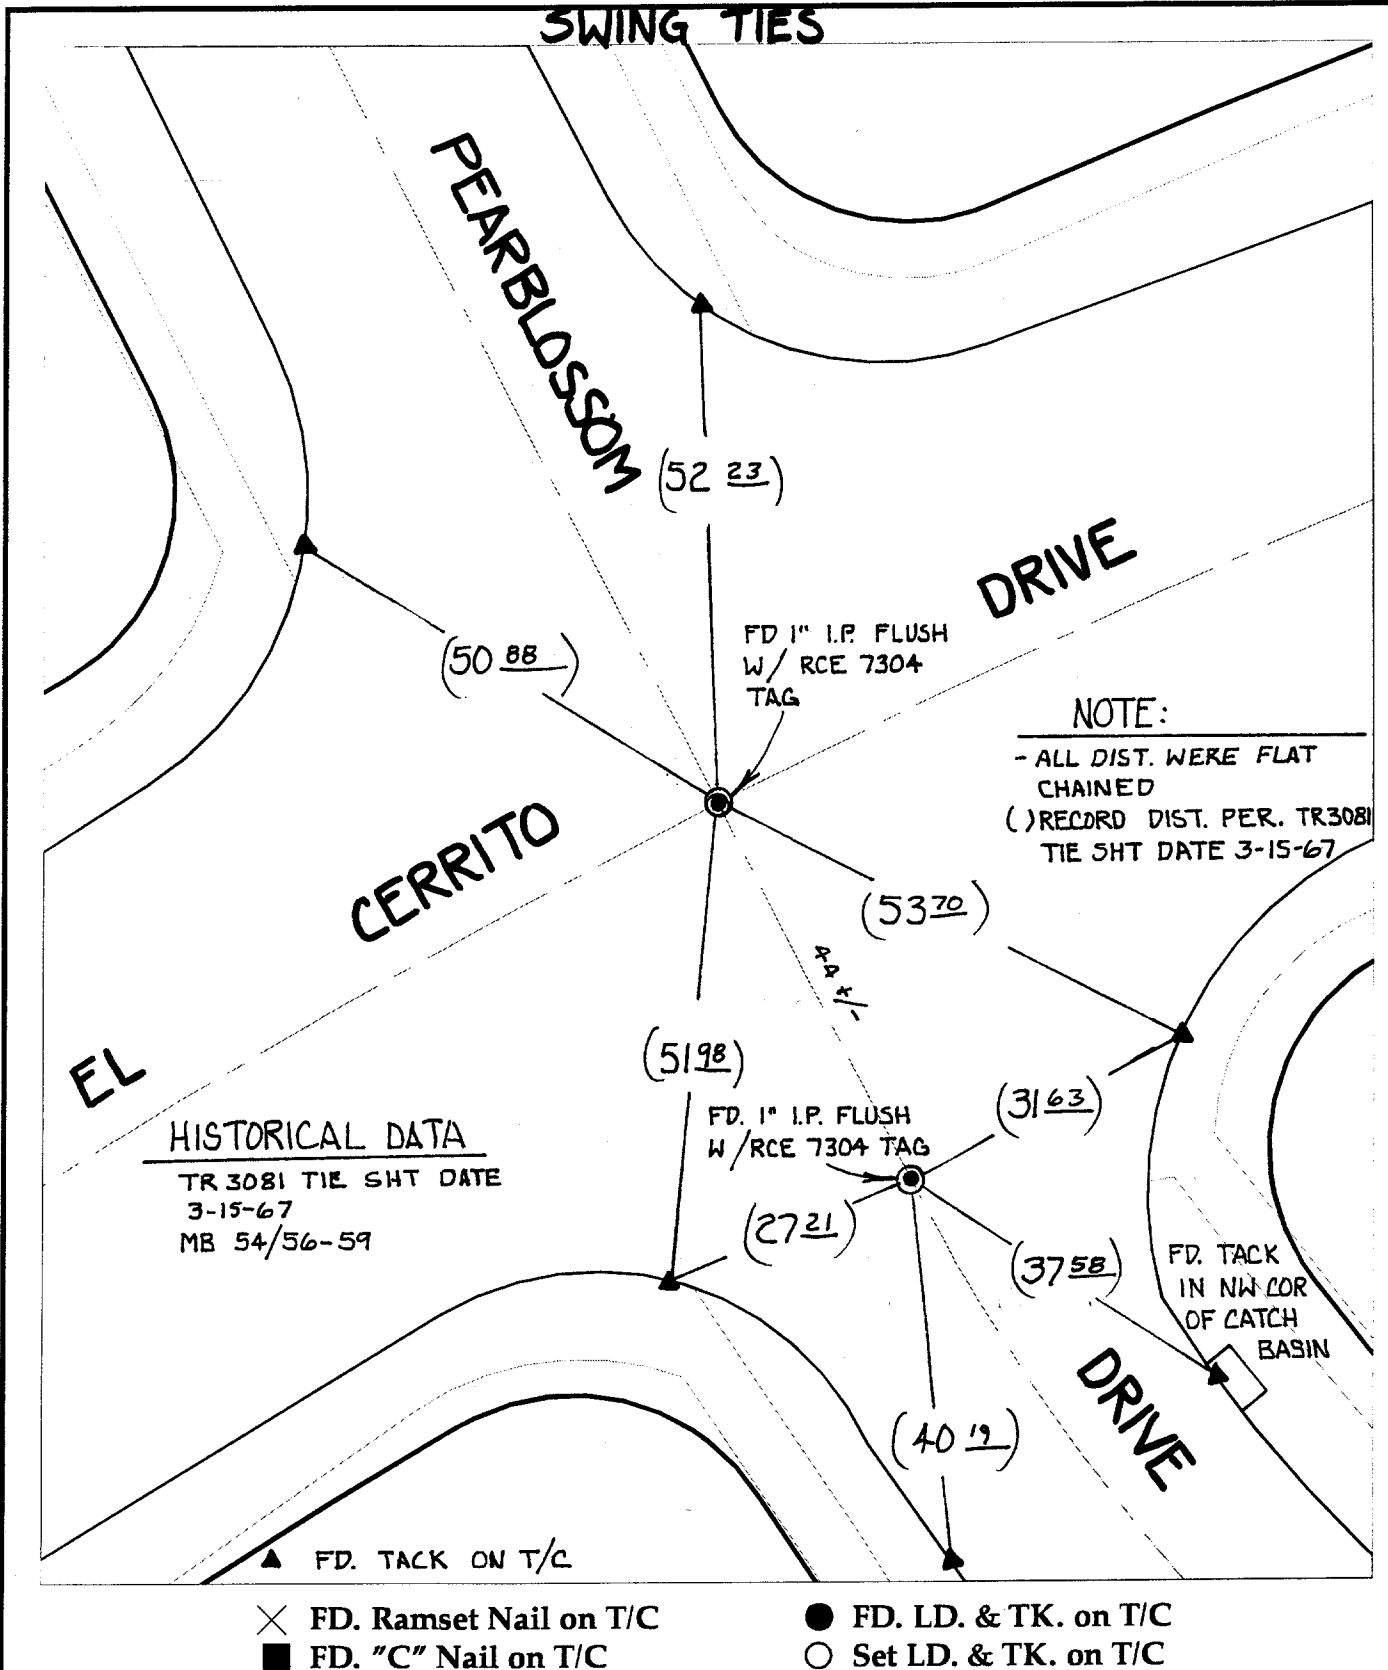 SWING TIES
PEARBLOSSOM
(52 23)
DRIVE
(50 88)
FD 1" I.P. FLUSH
W/ RCE 7304
TAG
NOTE:
- ALL DIST. WERE FLAT
CHAINED
( ) RECORD DIST. PER. TR3081
TIE SHT DATE 3-15-67
CERRITO
(53 70)
44 +/-
EL
(51 98)
(31 63)
FD. 1" I.P. FLUSH
W/RCE 7304 TAG
HISTORICAL DATA
TR 3081 TIE SHT DATE
3-15-67
MB 54/56-59
(27 21)
(37 58)
FD. TACK
IN NW COR
OF CATCH
BASIN
DRIVE
(40 19)
▲ FD. TACK ON T/C
╳ FD. Ramset Nail on T/C
● FD. LD. & TK. on T/C
■ FD. "C" Nail on T/C
○ Set LD. & TK. on T/C